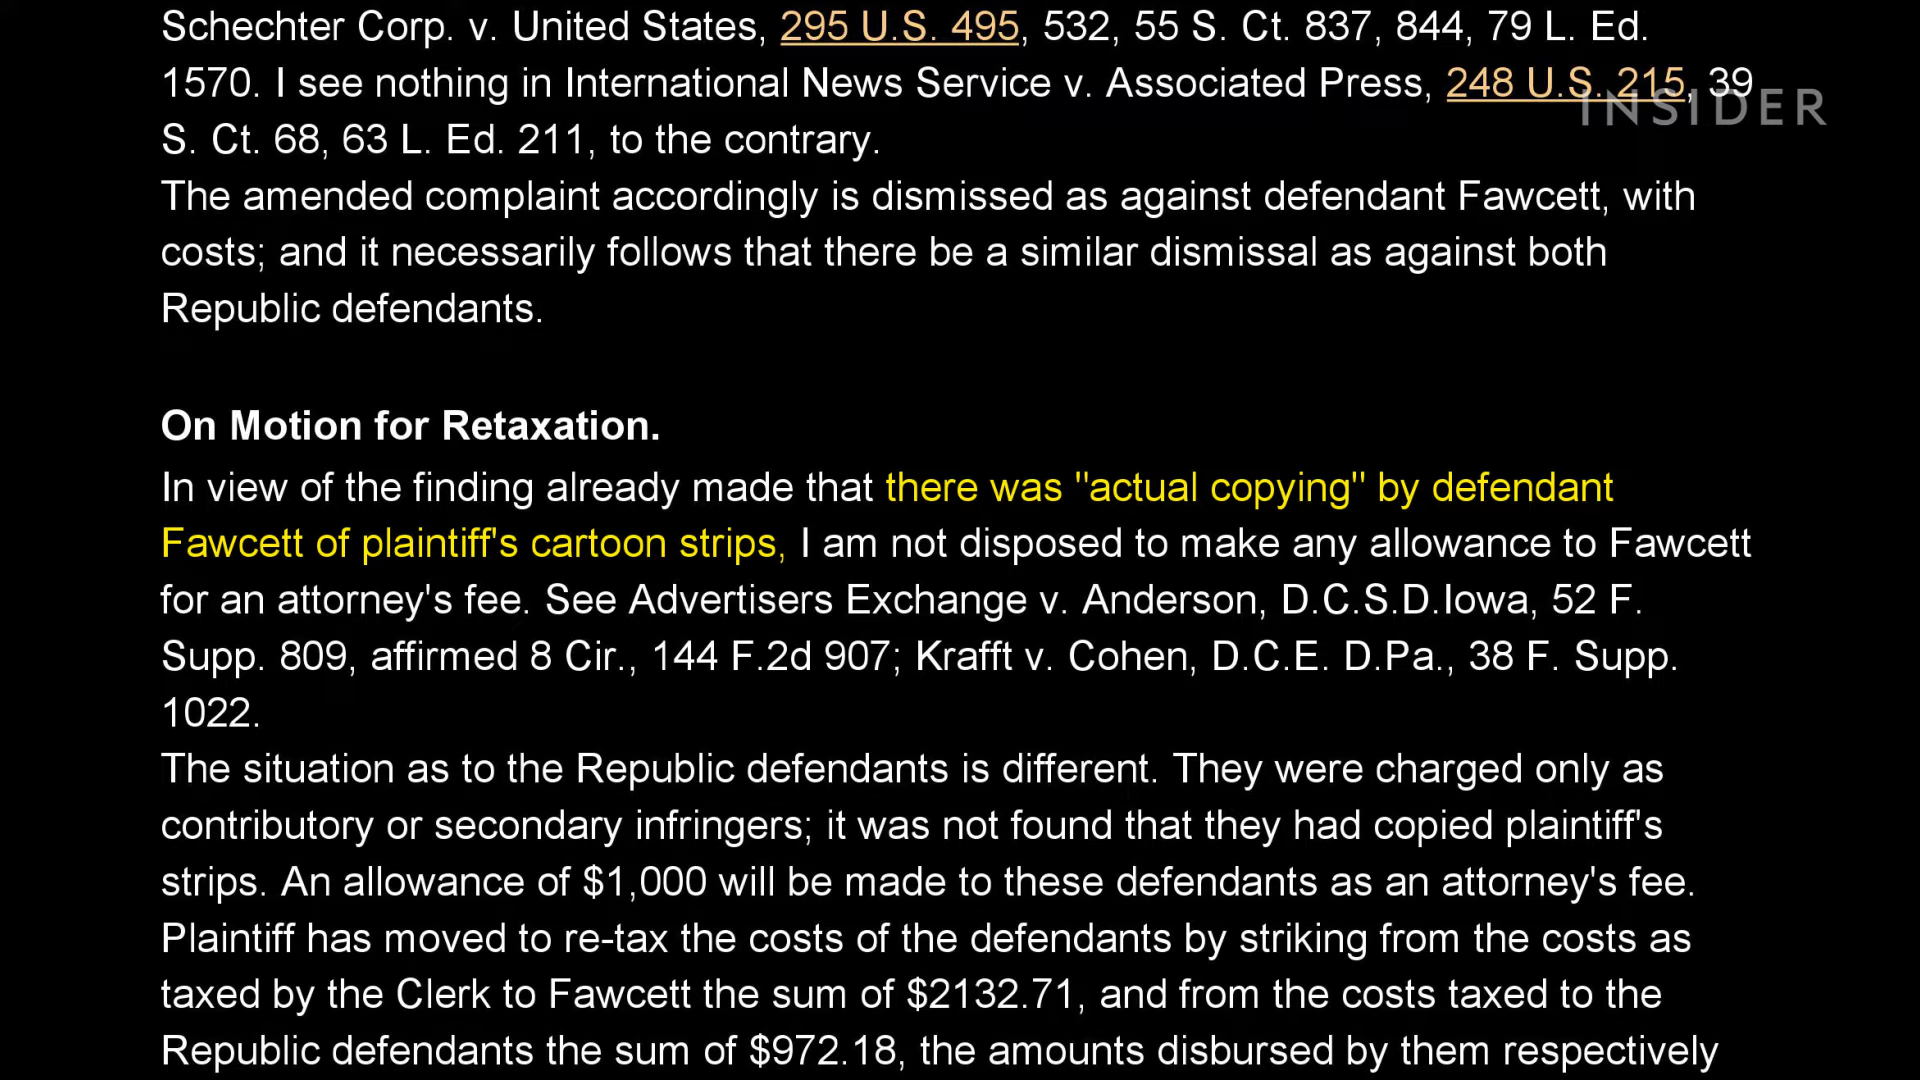 Schechter Corp. v. United States, 295 U.S. 495, 532, 55 S. Ct. 837, 844, 79 L. Ed.
1570. I see nothing in International News Service v. Associated Press, 248 U.S. 215, 39
INSIDER
S. Ct. 68, 63 L. Ed. 211, to the contrary.
The amended complaint accordingly is dismissed as against defendant Fawcett, with
costs; and it necessarily follows that there be a similar dismissal as against both
Republic defendants.
On Motion for Retaxation.
In view of the finding already made that there was "actual copying" by defendant
Fawcett of plaintiff's cartoon strips, I am not disposed to make any allowance to Fawcett
for an attorney's fee. See Advertisers Exchange v. Anderson, D.C.S.D.Iowa, 52 F.
Supp. 809, affirmed 8 Cir., 144 F.2d 907; Krafft v. Cohen, D.C.E. D.Pa., 38 F. Supp.
1022.
The situation as to the Republic defendants is different. They were charged only as
contributory or secondary infringers; it was not found that they had copied plaintiff's
strips. An allowance of $1,000 will be made to these defendants as an attorney's fee.
Plaintiff has moved to re-tax the costs of the defendants by striking from the costs as
taxed by the Clerk to Fawcett the sum of $2132.71, and from the costs taxed to the
Republic defendants the sum of $972.18, the amounts disbursed by them respectively